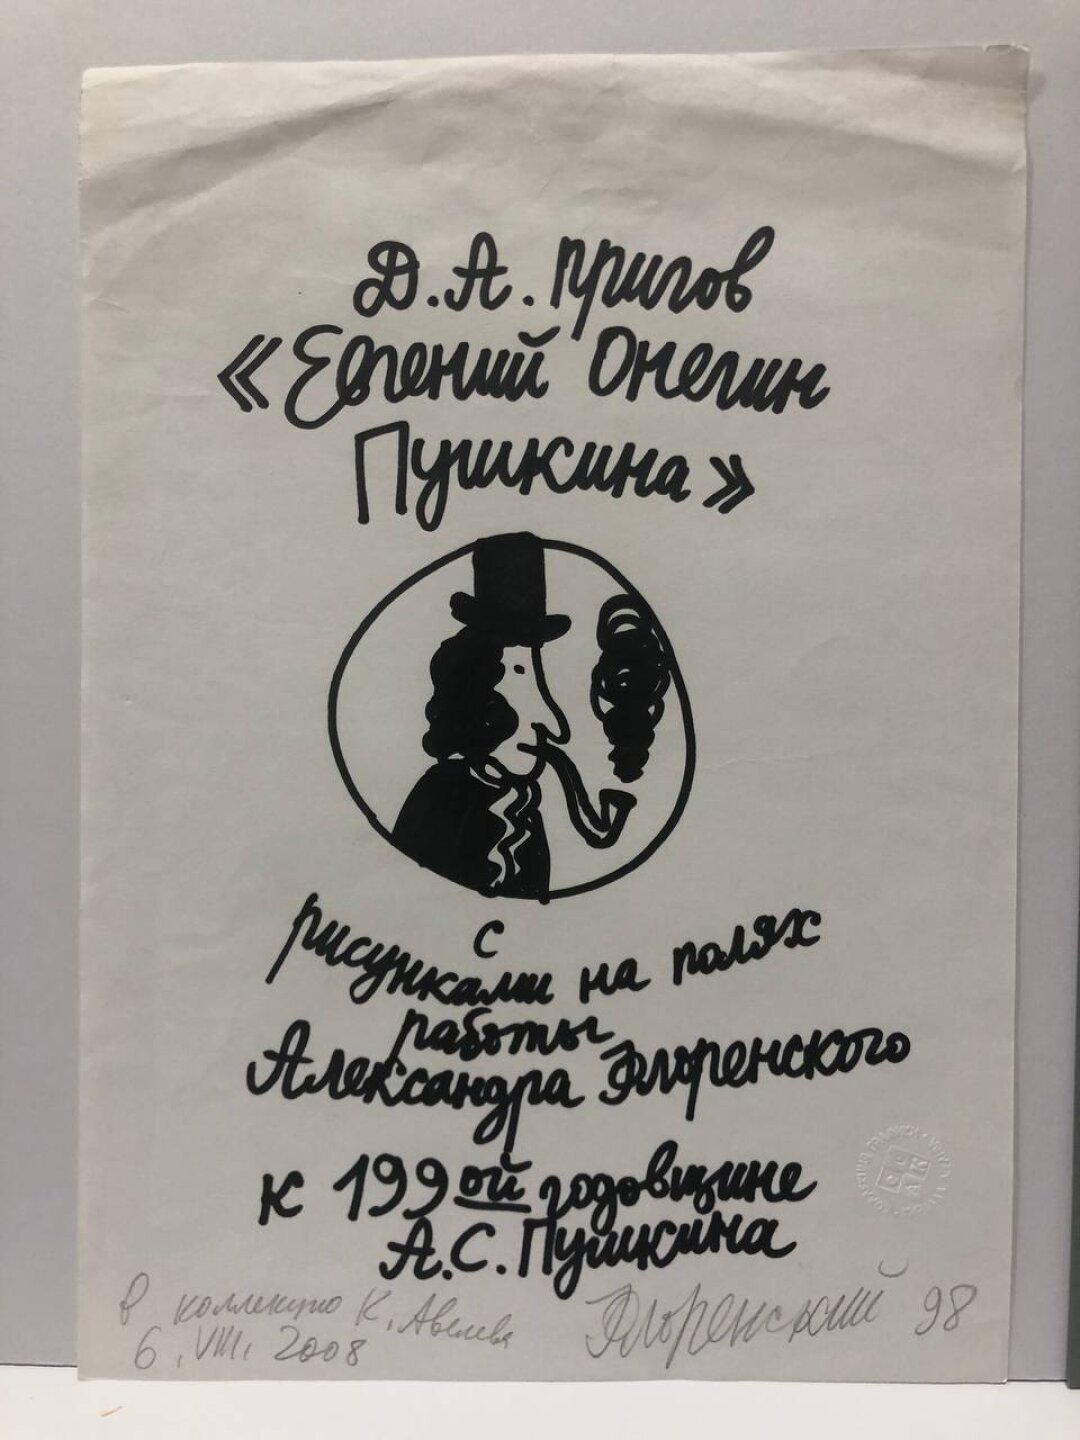 Д.А. Пригов
«Евгений Онегин
Пушкина»
с
рисунками на полях
работы
Александра Флоренского
к 199ой годовщине
А.С. Пушкина
в коллекцию К. Авелева
6. VIII. 2008
Флоренский 98